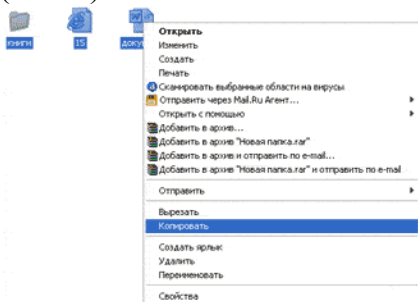 книги
15
доку
Открыть
Изменить
Создать
Печать
Сканировать выбранные области на вирусы
Отправить через Mail.Ru Агент...
Открыть с помощью
Добавить в архив...
Добавить в архив "Новая папка.rar"
Добавить в архив и отправить по e-mail...
Добавить в архив "Новая папка.rar" и отправить по e-mail
Отправить
Вырезать
Копировать
Создать ярлык
Удалить
Переименовать
Свойства